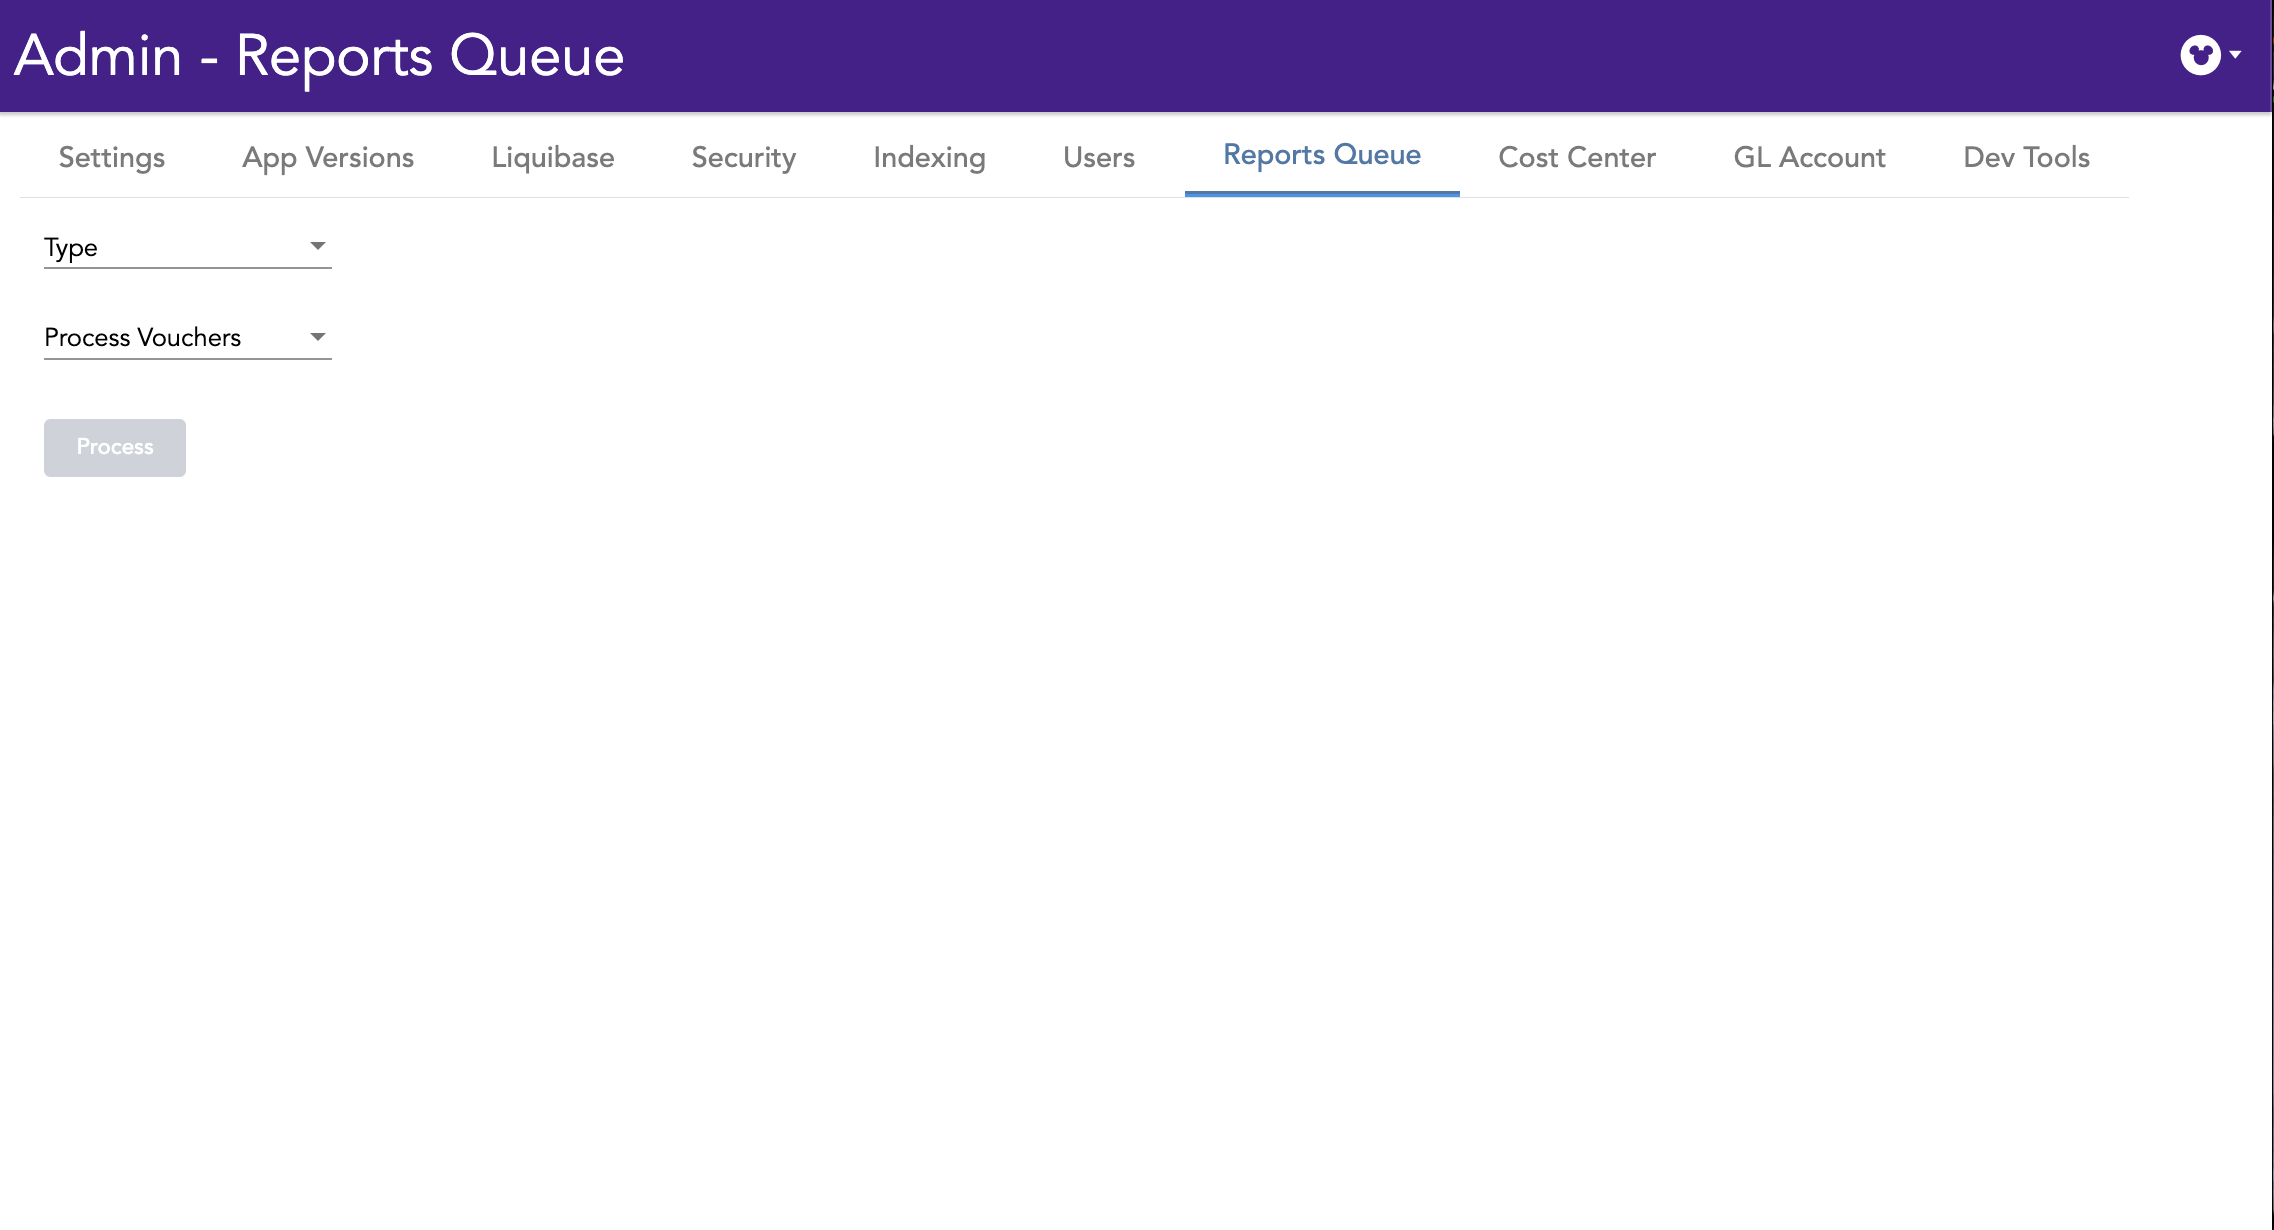 Admin - Reports Queue
Settings App Versions Liquibase Security Indexing Users Reports Queue Cost Center GL Account Dev Tools
Type
Process Vouchers
Process